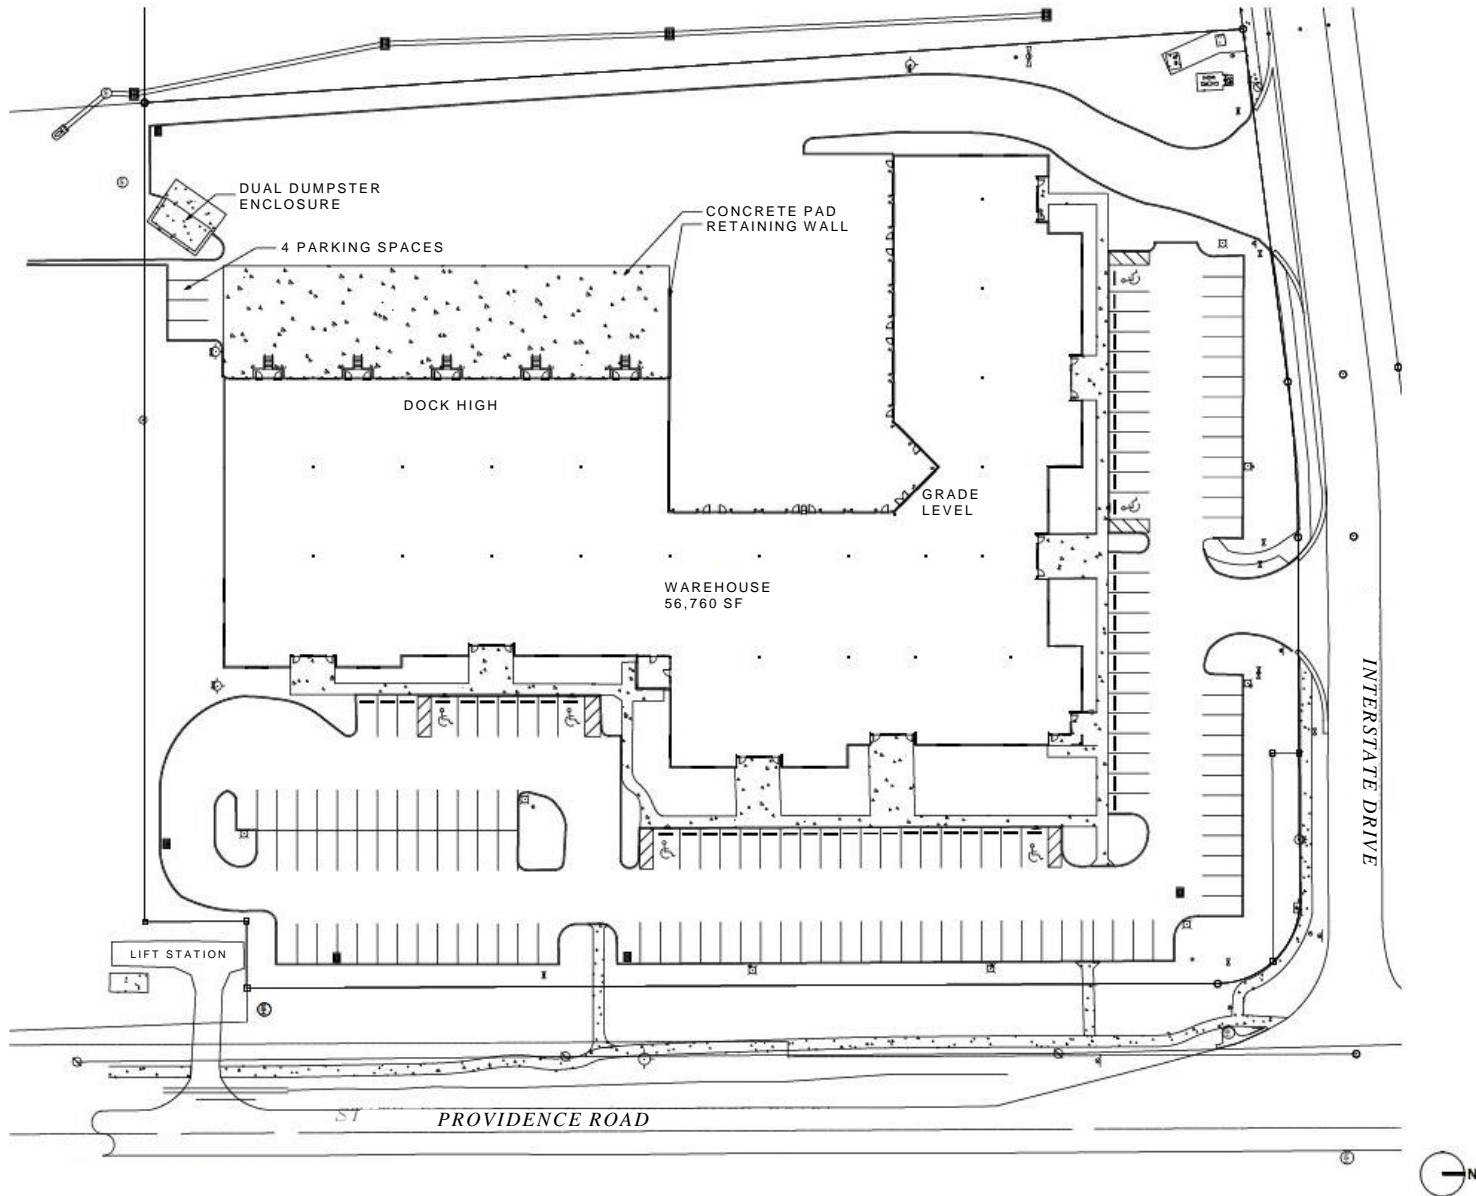 DUAL DUMPSTER
ENCLOSURE
CONCRETE PAD
RETAINING WALL
4 PARKING SPACES
DOCK HIGH
GRADE
LEVEL
WAREHOUSE
56,760 SF
INTERSTATE DRIVE
LIFT STATION
ST
PROVIDENCE ROAD
N